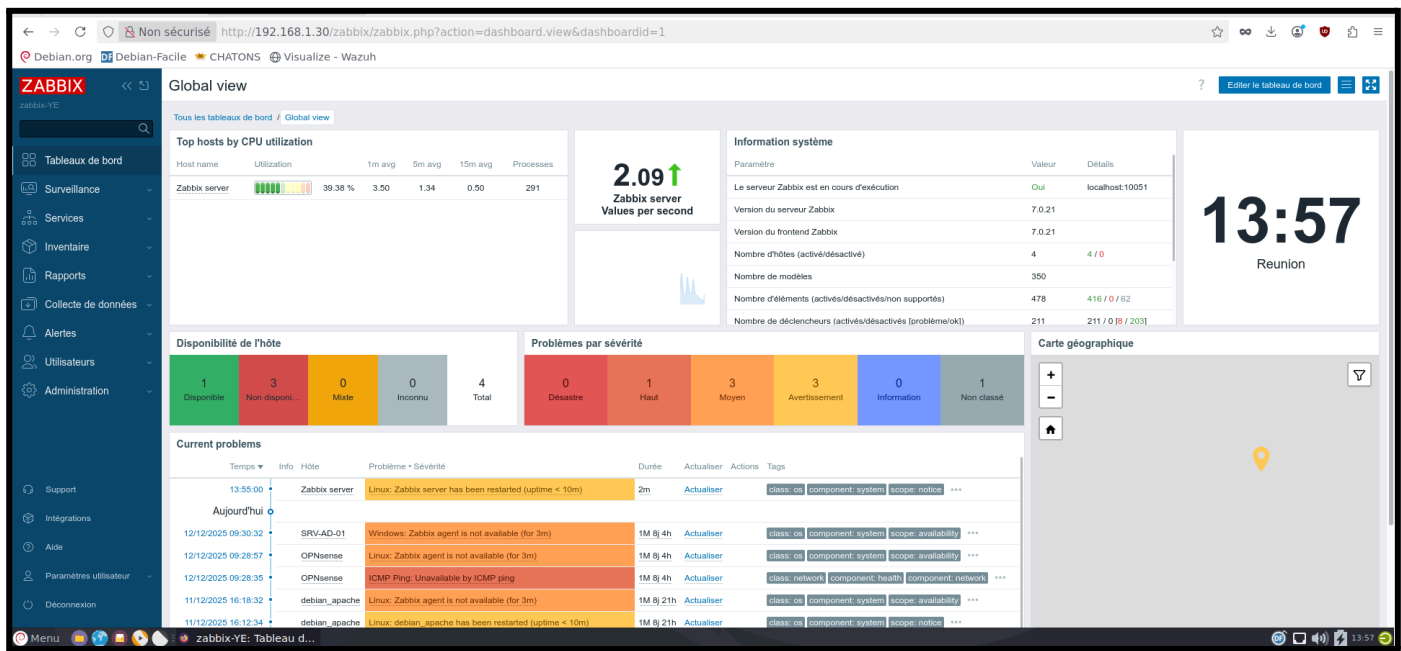 Non sécurisé http://192.168.1.30/zabbix/zabbix.php?action=dashboard.view&dashboardid=1
Debian.org DF Debian-Facile CHATONS Visualize - Wazuh
ZABBIX
zabbix-YE
Tableaux de bord
Surveillance
Services
Inventaire
Rapports
Collecte de données
Alertes
Utilisateurs
Administration
Support
Intégrations
Aide
Paramètres utilisateur
Déconnexion
Global view
? Editer le tableau de bord
Tous les tableaux de bord / Global view
Top hosts by CPU utilization
Host name Utilization 1m avg 5m avg 15m avg Processes
Zabbix server 39.38 % 3.50 1.34 0.50 291
2.09
Zabbix server
Values per second
Information système
Paramètre Valeur Détails
Le serveur Zabbix est en cours d'exécution Oui localhost:10051
Version du serveur Zabbix 7.0.21
Version du frontend Zabbix 7.0.21
Nombre d'hôtes (activé/désactivé) 4 4 / 0
Nombre de modèles 350
Nombre d'éléments (activés/désactivés/non supportés) 478 416 / 0 / 62
Nombre de déclencheurs (activés/désactivés [problème/ok]) 211 211 / 0 [8 / 203]
13:57
Reunion
Disponibilité de l'hôte
1 Disponible
3 Non disponi...
0 Mixte
0 Inconnu
4 Total
Problèmes par sévérité
0 Désastre
1 Haut
3 Moyen
3 Avertissement
0 Information
1 Non classé
Carte géographique
+
−
Current problems
Temps ▼ Info Hôte Problème • Sévérité Durée Actualiser Actions Tags
13:55:00 Zabbix server Linux: Zabbix server has been restarted (uptime < 10m) 2m Actualiser class: os component: system scope: notice •••
Aujourd'hui
12/12/2025 09:30:32 SRV-AD-01 Windows: Zabbix agent is not available (for 3m) 1M 8j 4h Actualiser class: os component: system scope: availability •••
12/12/2025 09:28:57 OPNsense Linux: Zabbix agent is not available (for 3m) 1M 8j 4h Actualiser class: os component: system scope: availability •••
12/12/2025 09:28:35 OPNsense ICMP Ping: Unavailable by ICMP ping 1M 8j 4h Actualiser class: network component: health component: network •••
11/12/2025 16:18:32 debian_apache Linux: Zabbix agent is not available (for 3m) 1M 8j 21h Actualiser class: os component: system scope: availability •••
11/12/2025 16:12:34 debian_apache Linux: debian_apache has been restarted (uptime < 10m) 1M 8j 21h Actualiser class: os component: system scope: notice •••
Menu zabbix-YE: Tableau d... DF 13:57